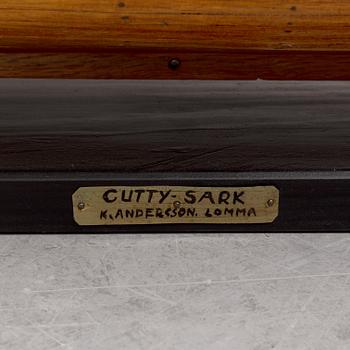 CUTTY-SARK
K. ANDERSSON. LOMMA